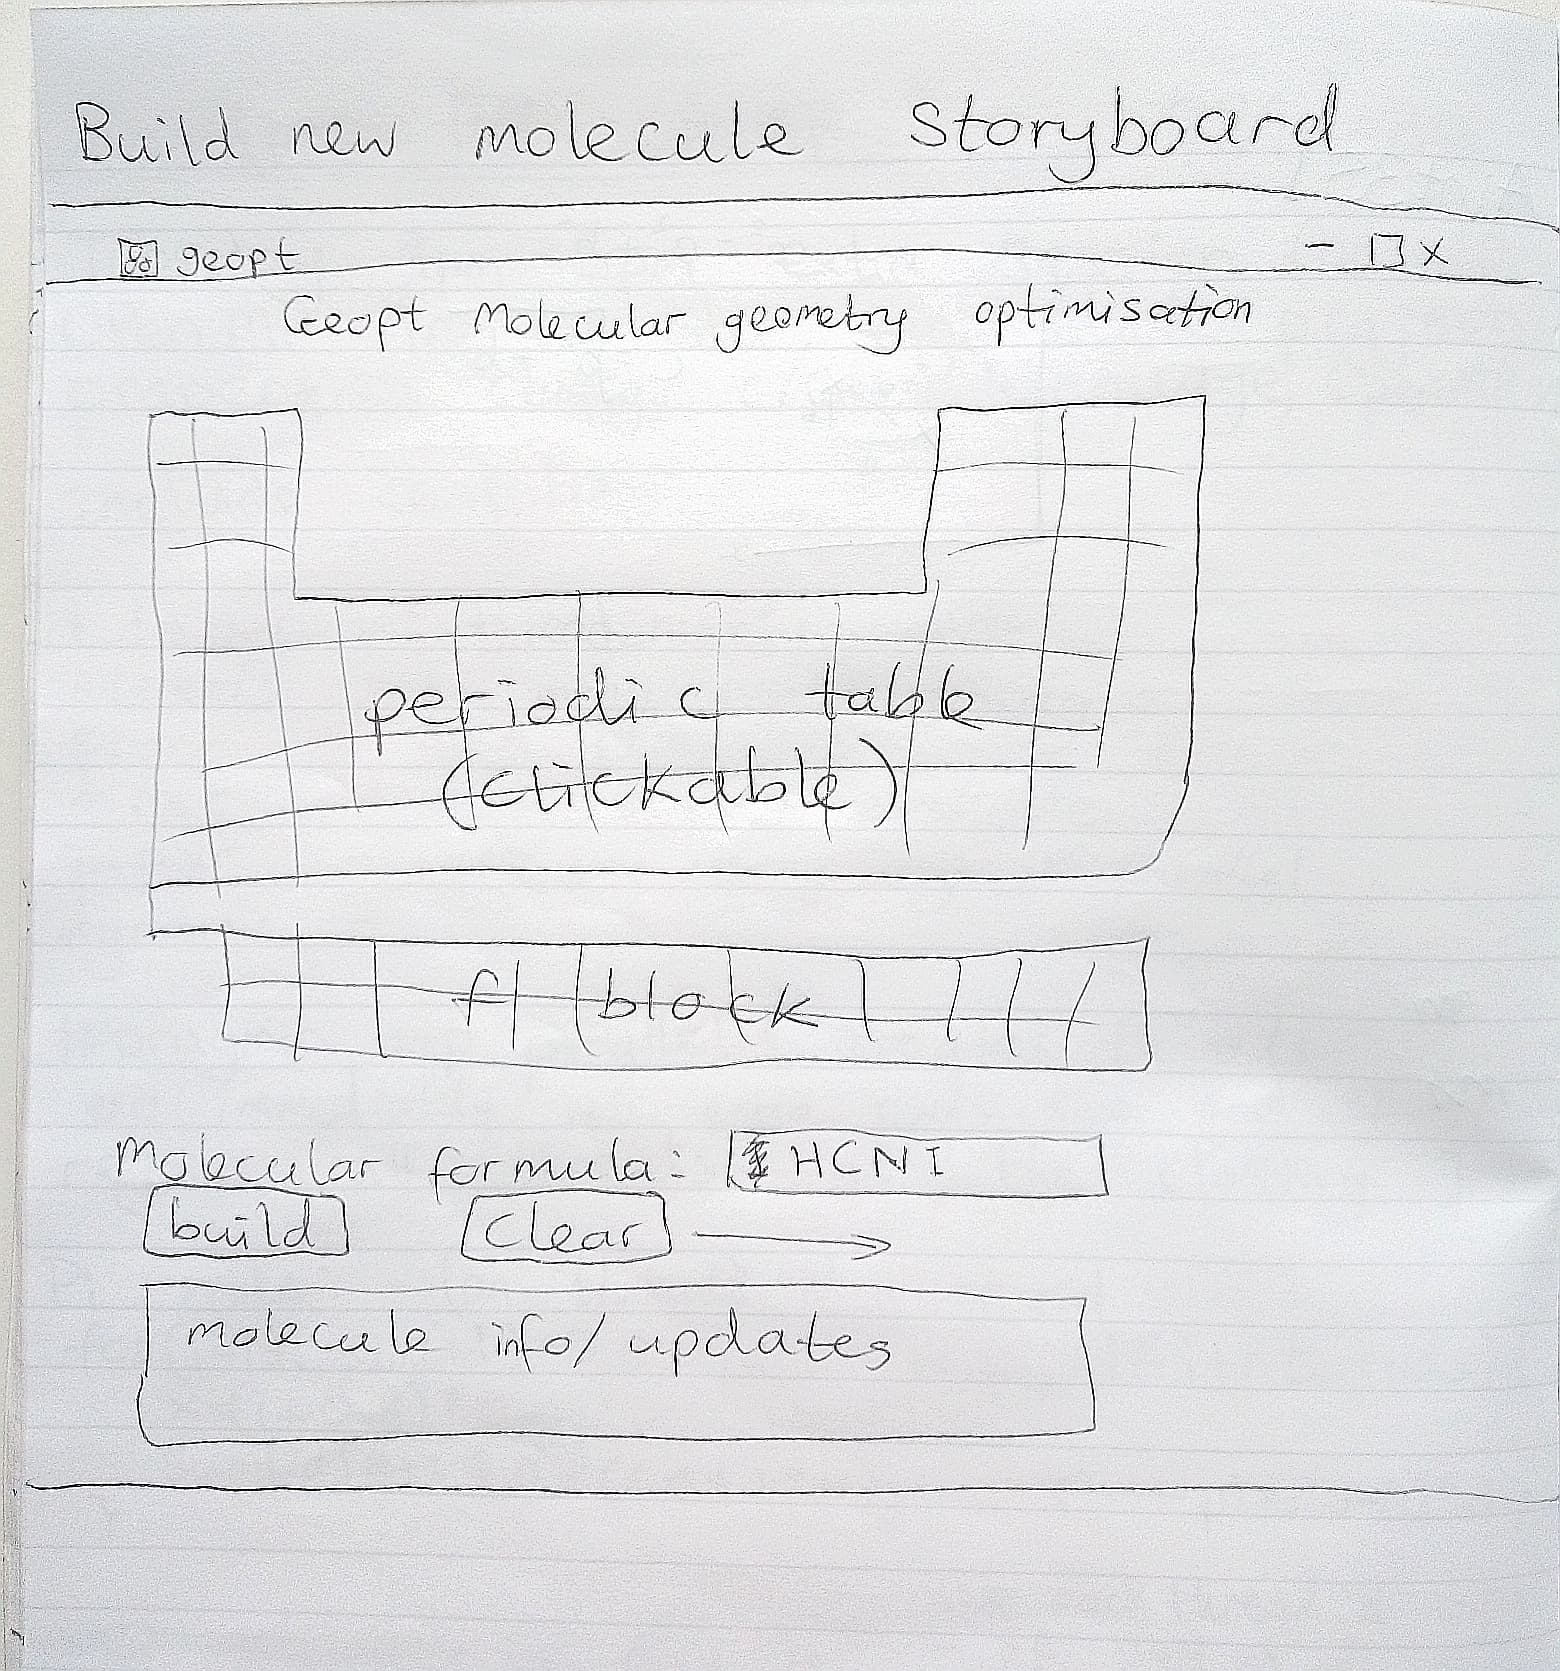 Build new molecule Storyboard
geopt - □ X
Geopt Molecular geometry optimisation
periodic table
(clickable)
f block
Molecular formula: HCNI
build clear →
molecule info/updates